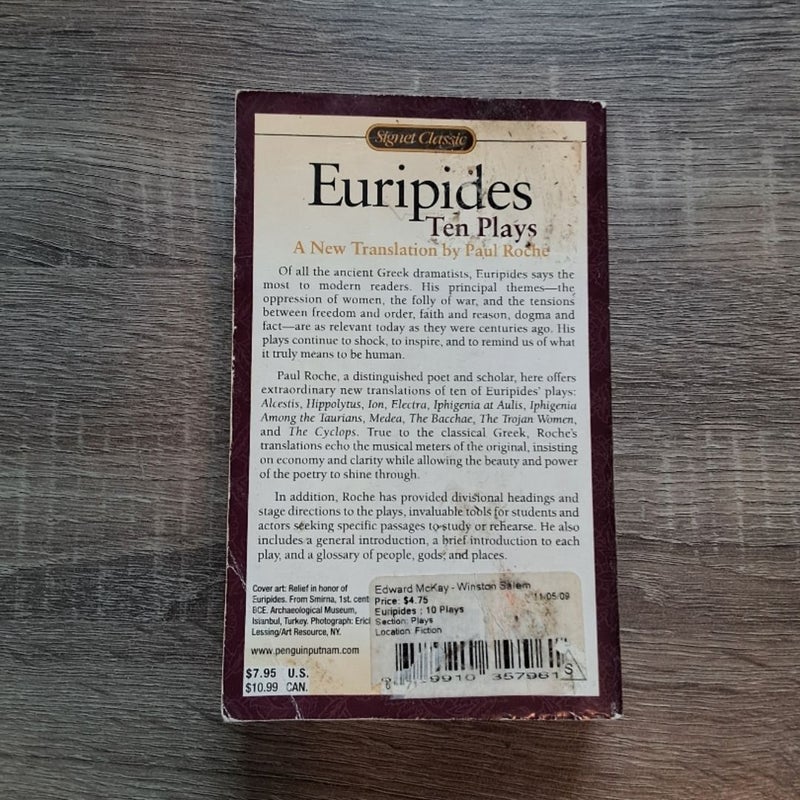 Signet Classic
Euripides
Ten Plays
A New Translation by Paul Roche
Of all the ancient Greek dramatists, Euripides says the
most to modern readers. His principal themes—the
oppression of women, the folly of war, and the tensions
between freedom and order, faith and reason, dogma and
fact—are as relevant today as they were centuries ago. His
plays continue to shock, to inspire, and to remind us of what
it truly means to be human.
Paul Roche, a distinguished poet and scholar, here offers
extraordinary new translations of ten of Euripides' plays:
Alcestis, Hippolytus, Ion, Electra, Iphigenia at Aulis, Iphigenia
Among the Taurians, Medea, The Bacchae, The Trojan Women,
and The Cyclops. True to the classical Greek, Roche's
translations echo the musical meters of the original, insisting
on economy and clarity while allowing the beauty and power
of the poetry to shine through.
In addition, Roche has provided divisional headings and
stage directions to the plays, invaluable tools for students and
actors seeking specific passages to study or rehearse. He also
includes a general introduction, a brief introduction to each
play, and a glossary of people, gods, and places.
Cover art: Relief in honor of
Euripides. From Smirna, 1st. cent
BCE. Archaeological Museum,
Istanbul, Turkey. Photograph: Eric
Lessing/Art Resource, NY.
www.penguinputnam.com
$7.95 U.S.
$10.99 CAN.
Edward McKay - Winston Salem
Price: $4.75 11/05/09
Euripides : 10 Plays
Section: Plays
Location: Fiction
9910 357961
S